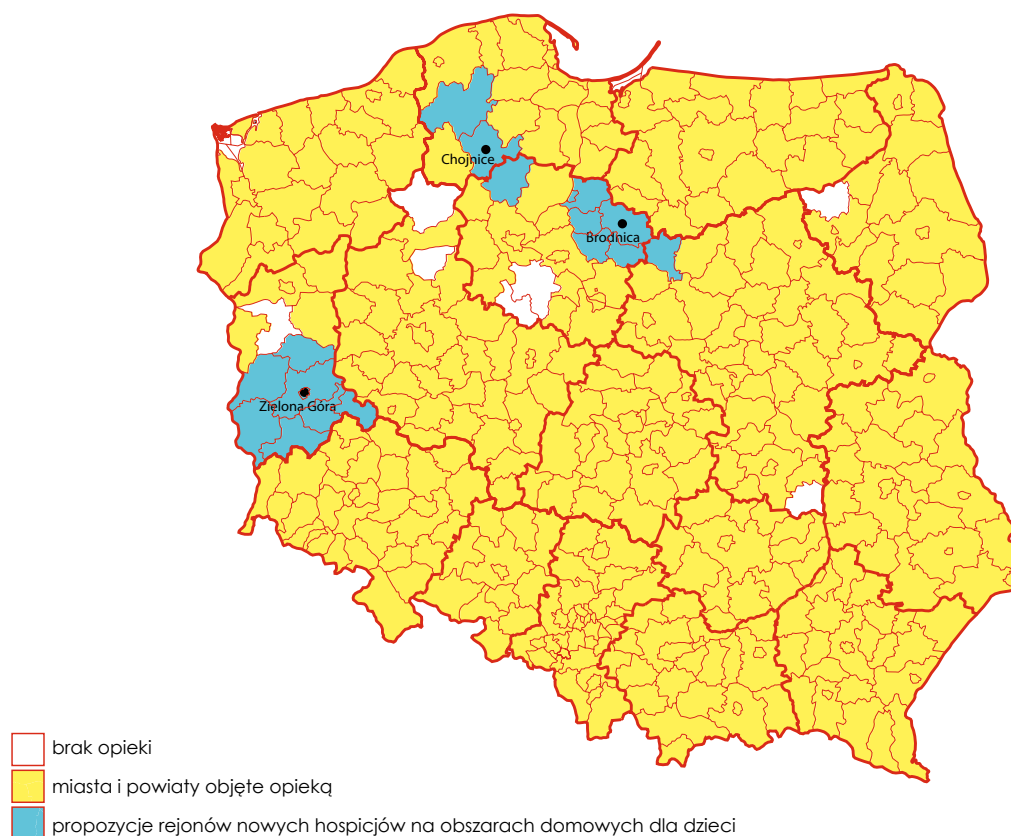 Chojnice
Brodnica
Zielona Góra
brak opieki
miasta i powiaty objęte opieką
propozycje rejonów nowych hospicjów na obszarach domowych dla dzieci